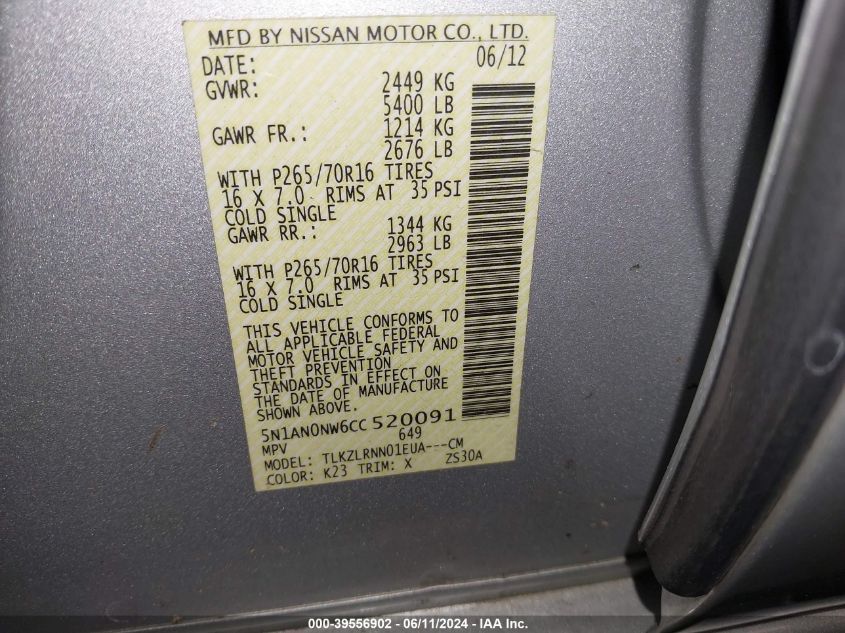 MFD BY NISSAN MOTOR CO., LTD.
DATE: 06/12
GVWR: 2449 KG
5400 LB
GAWR FR.: 1214 KG
2676 LB
WITH P265/70R16 TIRES
16 X 7.0 RIMS AT 35 PSI
COLD SINGLE
GAWR RR.: 1344 KG
2963 LB
WITH P265/70R16 TIRES
16 X 7.0 RIMS AT 35 PSI
COLD SINGLE
THIS VEHICLE CONFORMS TO
ALL APPLICABLE FEDERAL
MOTOR VEHICLE SAFETY AND
THEFT PREVENTION
STANDARDS IN EFFECT ON
THE DATE OF MANUFACTURE
SHOWN ABOVE.
5N1AN0NW6CC 520091
MPV 649
MODEL: TLKZLRNN01EUA---CM
COLOR: K23 TRIM: X ZS30A
000-39556902 - 06/11/2024 - IAA Inc.